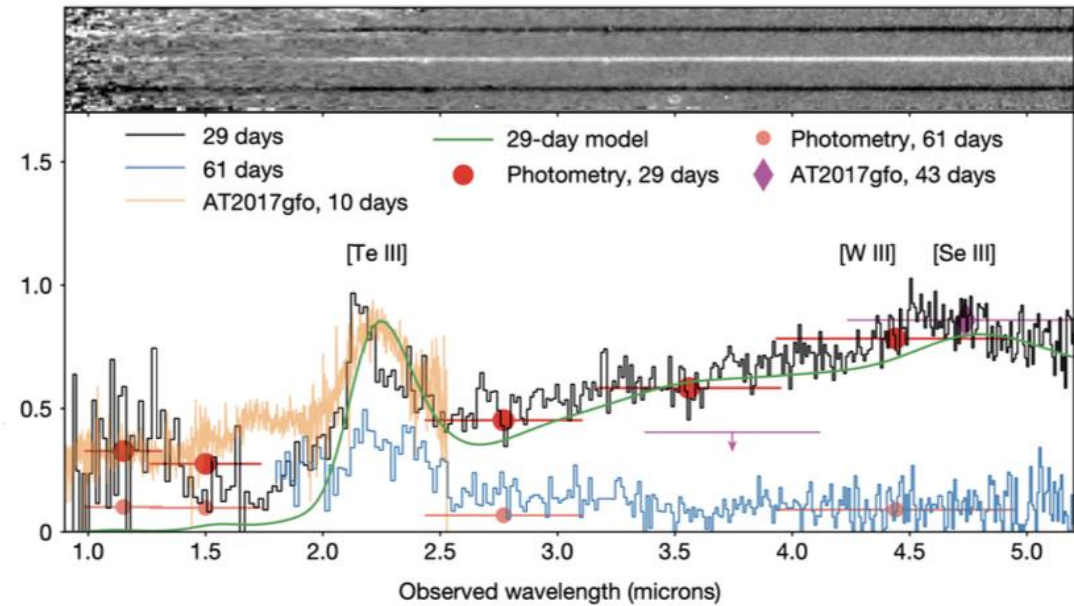 1.5
1.0
0.5
0
29 days
61 days
AT2017gfo, 10 days
29-day model
Photometry, 29 days
Photometry, 61 days
AT2017gfo, 43 days
[Te III]
[W III]
[Se III]
1.0 1.5 2.0 2.5 3.0 3.5 4.0 4.5 5.0
Observed wavelength (microns)